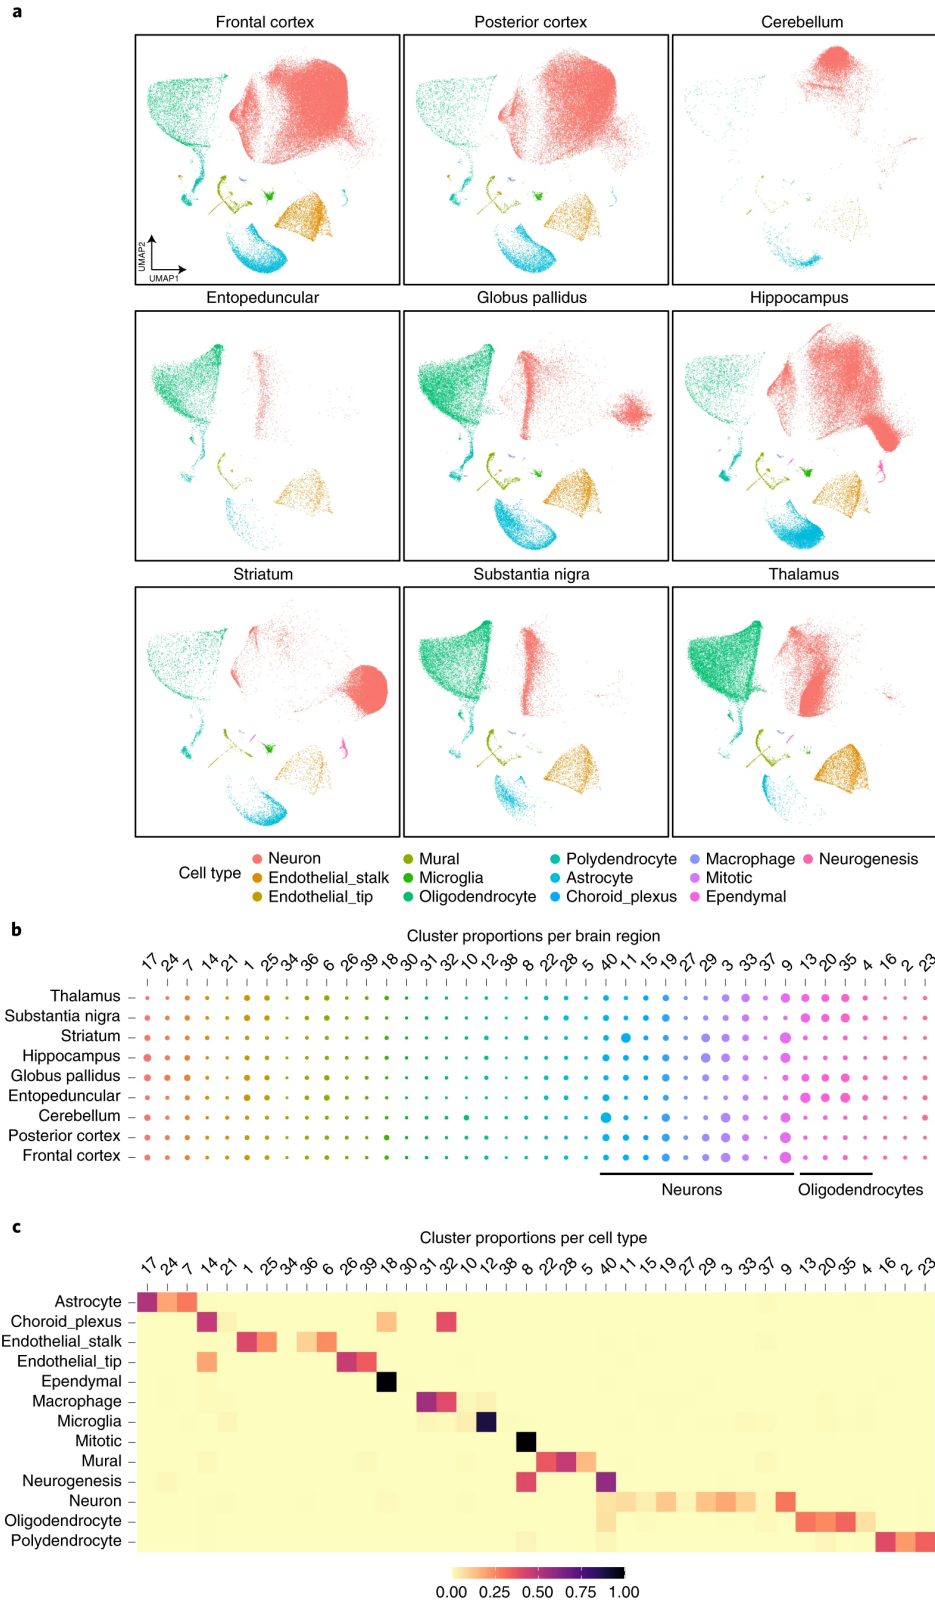 a
Frontal cortex Posterior cortex Cerebellum
UMAP2
UMAP1
Entopeduncular Globus pallidus Hippocampus
Striatum Substantia nigra Thalamus
Cell type
Neuron Mural Polydendrocyte Macrophage Neurogenesis
Endothelial_stalk Microglia Astrocyte Mitotic
Endothelial_tip Oligodendrocyte Choroid_plexus Ependymal
b
Cluster proportions per brain region
17 24 7 14 21 1 25 34 36 6 26 39 18 30 31 32 10 12 38 8 22 28 5 40 11 15 19 27 29 3 33 37 9 13 20 35 4 16 2 23
Thalamus
Substantia nigra
Striatum
Hippocampus
Globus pallidus
Entopeduncular
Cerebellum
Posterior cortex
Frontal cortex
Neurons Oligodendrocytes
c
Cluster proportions per cell type
17 24 7 14 21 1 25 34 36 6 26 39 18 30 31 32 10 12 38 8 22 28 5 40 11 15 19 27 29 3 33 37 9 13 20 35 4 16 2 23
Astrocyte
Choroid_plexus
Endothelial_stalk
Endothelial_tip
Ependymal
Macrophage
Microglia
Mitotic
Mural
Neurogenesis
Neuron
Oligodendrocyte
Polydendrocyte
0.00 0.25 0.50 0.75 1.00